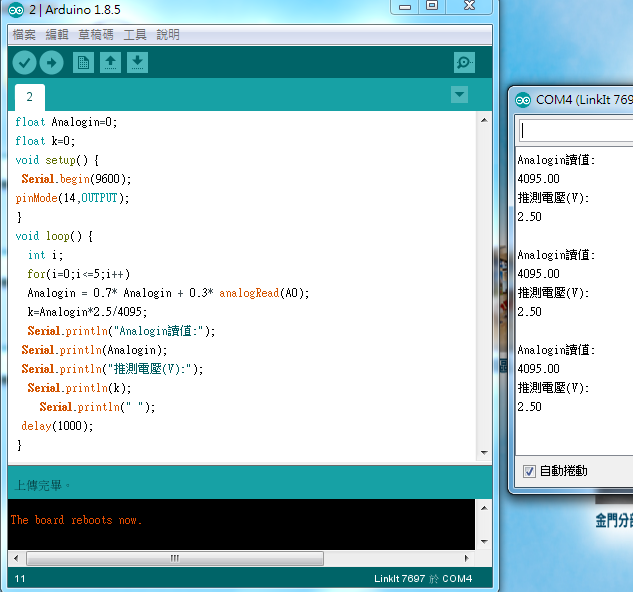 2 | Arduino 1.8.5
檔案 編輯 草稿碼 工具 說明
2
float Analogin=0;
float k=0;
void setup() {
Serial.begin(9600);
pinMode(14,OUTPUT);
}
void loop() {
int i;
for(i=0;i<=5;i++)
Analogin = 0.7* Analogin + 0.3* analogRead(A0);
k=Analogin*2.5/4095;
Serial.println("Analogin讀值:");
Serial.println(Analogin);
Serial.println("推測電壓(V):");
Serial.println(k);
Serial.println(" ");
delay(1000);
}
上傳完畢。
The board reboots now.
11
LinkIt 7697 於 COM4
COM4 (LinkIt 769
Analogin讀值:
4095.00
推測電壓(V):
2.50
Analogin讀值:
4095.00
推測電壓(V):
2.50
Analogin讀值:
4095.00
推測電壓(V):
2.50
自動捲動
金門分部